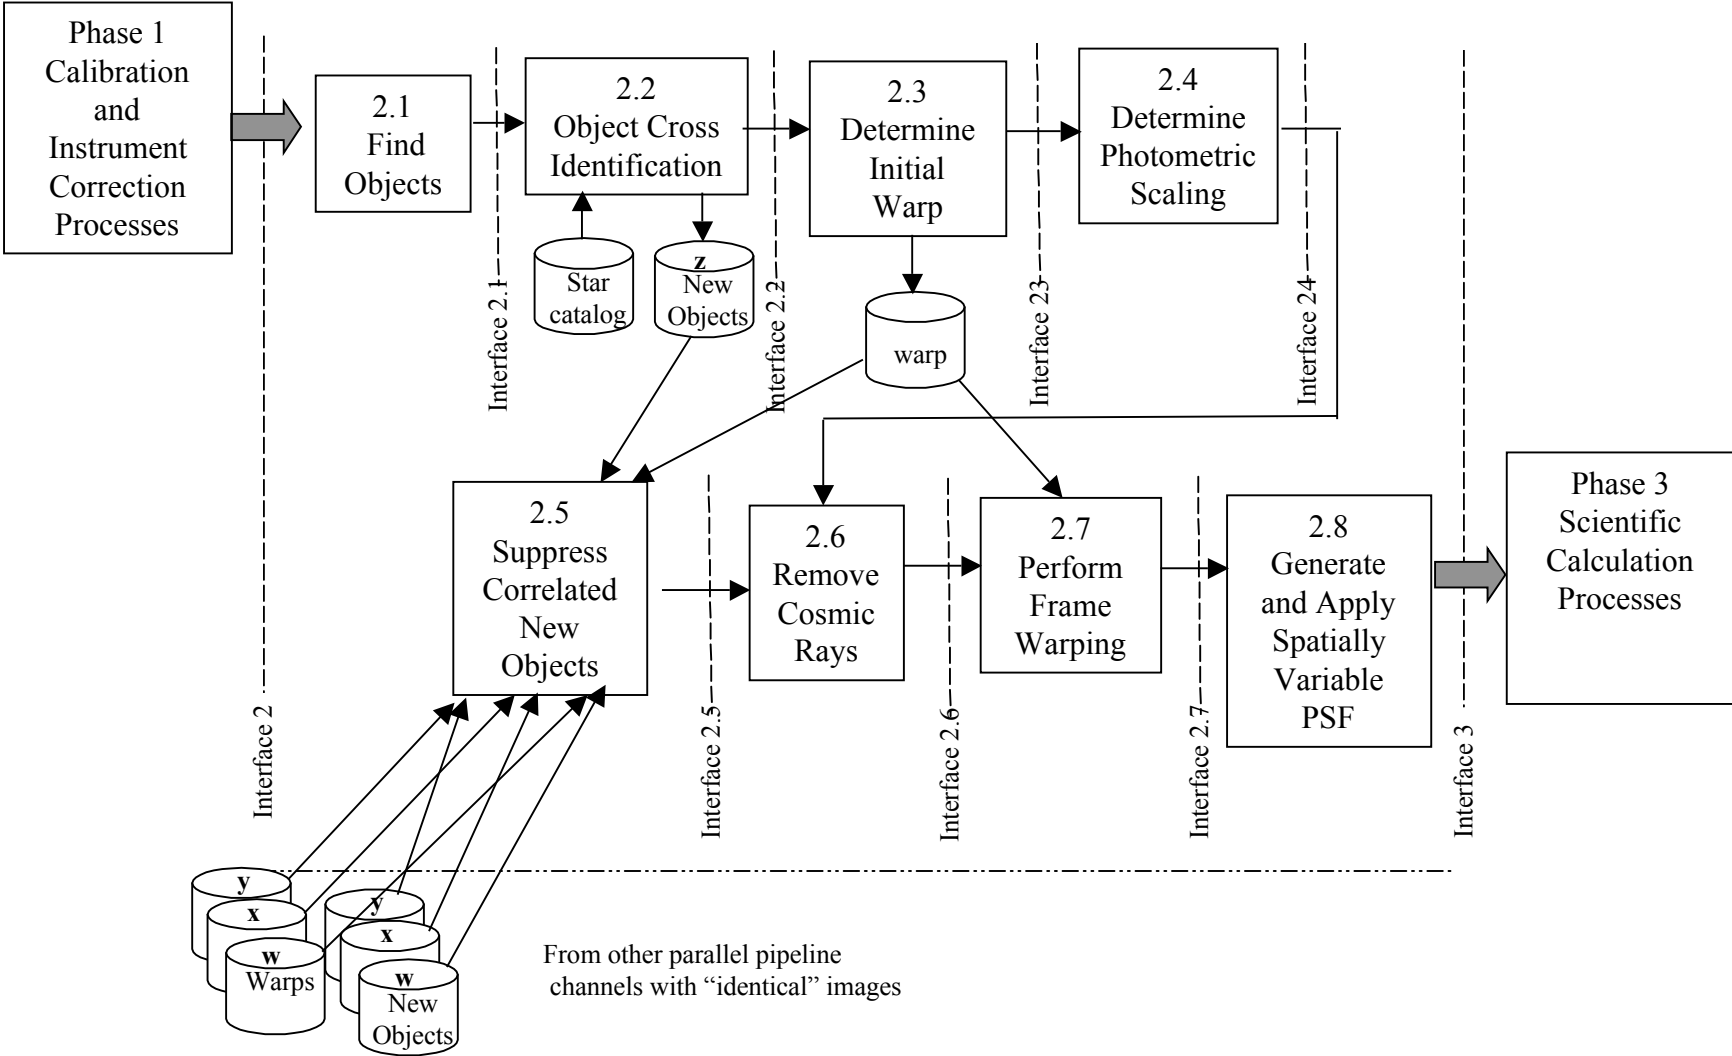 Phase 1
Calibration
and
Instrument
Correction
Processes
2.1
Find
Objects
2.2
Object Cross
Identification
2.3
Determine
Initial
Warp
2.4
Determine
Photometric
Scaling
Star
catalog
z
New
Objects
warp
Interface 2.1
Interface 2.2
Interface 23
Interface 24
2.5
Suppress
Correlated
New
Objects
2.6
Remove
Cosmic
Rays
2.7
Perform
Frame
Warping
2.8
Generate
and Apply
Spatially
Variable
PSF
Phase 3
Scientific
Calculation
Processes
Interface 2
Interface 2.5
Interface 2.6
Interface 2.7
Interface 3
y
x
w
Warps
y
x
w
New
Objects
From other parallel pipeline
channels with “identical” images